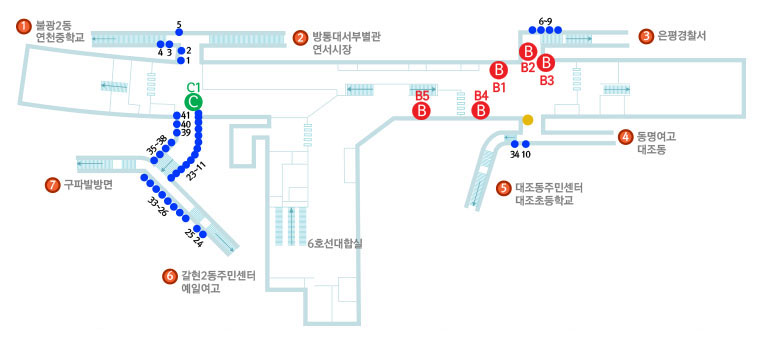 1 불광2동
연천중학교
5
4 3
2
1
2 방통대서부별관
연서시장
6~9
3 은평경찰서
B
B2
B
B3
B
B1
C1
C
B5
B
B4
B
41
40
39
35~38
23~11
34 10
4 동명여고
대조동
7 구파발방면
33~26
25 24
5 대조동주민센터
대조초등학교
6호선대합실
6 갈현2동주민센터
예일여고